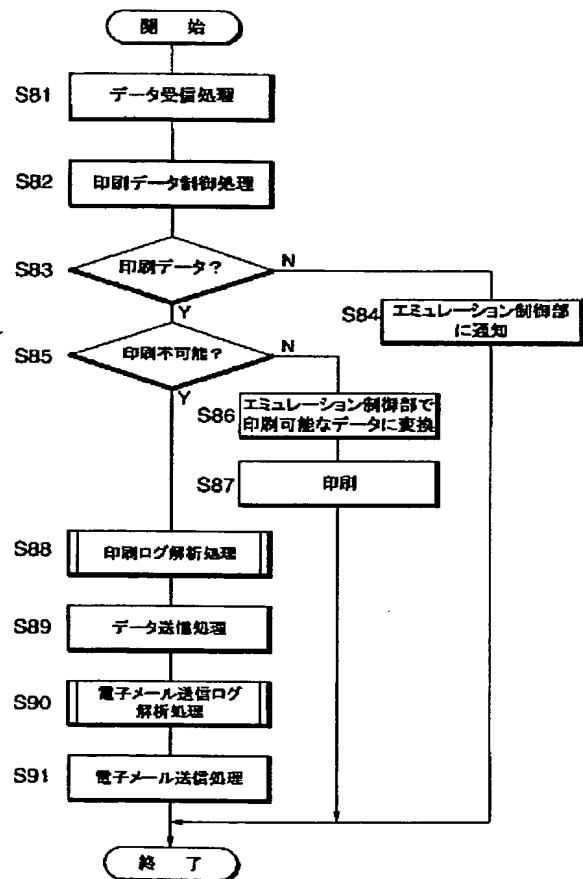 開 始
S81 データ受信処理
S82 印刷データ制御処理
S83 印刷データ?
N
Y
S84 エミュレーション制御部
に通知
S85 印刷不可能?
N
Y
S86 エミュレーション制御部で
印刷可能なデータに変換
S87 印刷
S88 印刷ログ解析処理
S89 データ送信処理
S90 電子メール送信ログ
解析処理
S91 電子メール送信処理
終 了